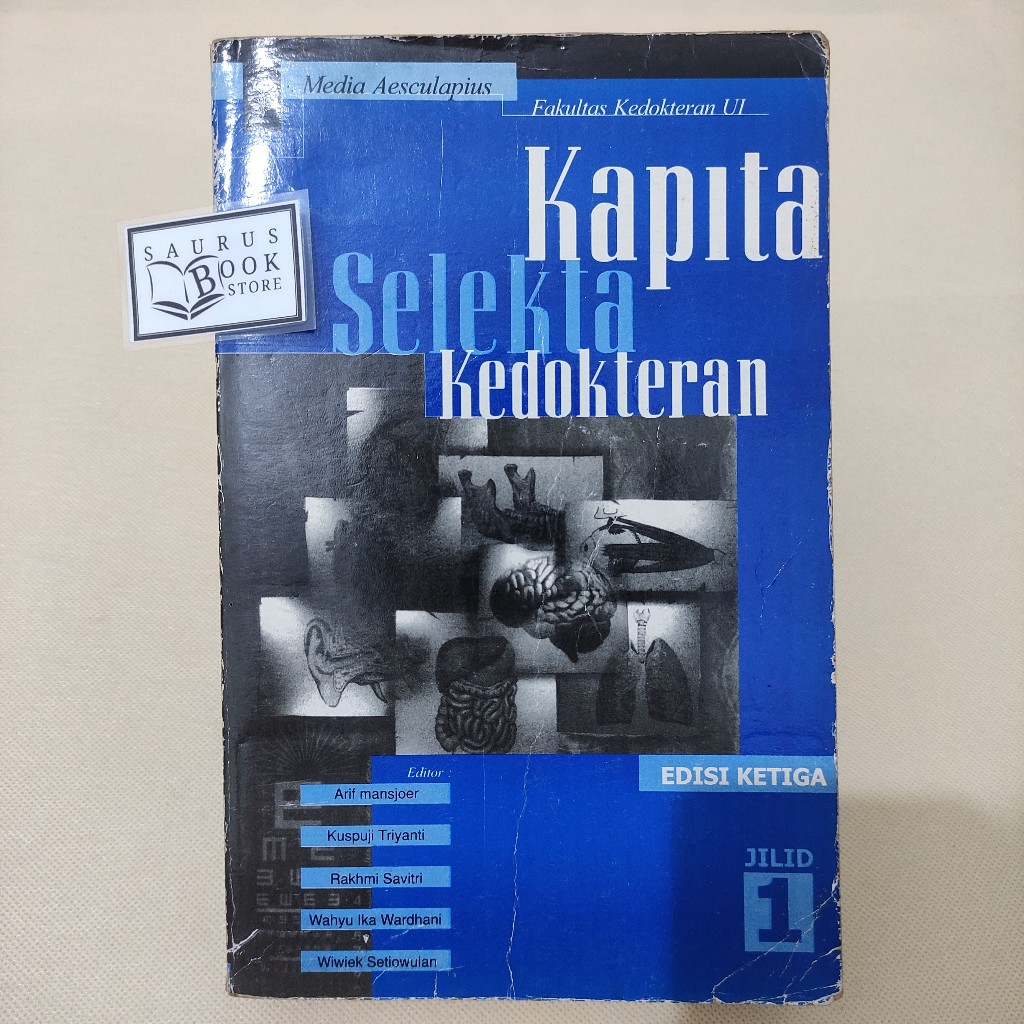 Media Aesculapius
Fakultas Kedokteran UI
Kapita
Selekta
Kedokteran
SAURUS
BOOK
STORE
Editor :
Arif mansjoer
Kuspuji Triyanti
Rakhmi Savitri
Wahyu Ika Wardhani
Wiwiek Setiowulan
EDISI KETIGA
JILID
1
E